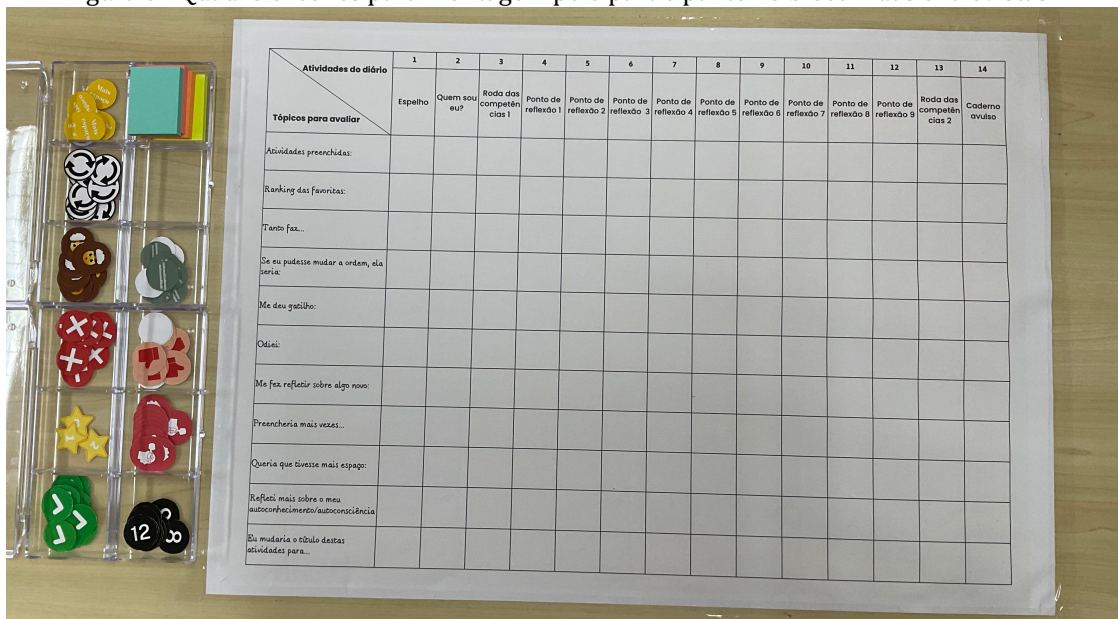 Atividades do diário
Tópicos para avaliar
1
2
3
4
5
6
7
8
9
10
11
12
13
14
Espelho
Quem sou
eu?
Roda das
competên
cias 1
Ponto de
reflexão 1
Ponto de
reflexão 2
Ponto de
reflexão 3
Ponto de
reflexão 4
Ponto de
reflexão 5
Ponto de
reflexão 6
Ponto de
reflexão 7
Ponto de
reflexão 8
Ponto de
reflexão 9
Roda das
competên
cias 2
Caderno
avulso
Atividades preenchidas:
Ranking das favoritas:
Tanto faz...
Se eu pudesse mudar a ordem, ela
seria:
Me deu gatilho:
Odiei:
Me fez refletir sobre algo novo:
Preencheria mais vezes...
Queria que tivesse mais espaço:
Refleti mais sobre o meu
autoconhecimento/autoconsciência
Eu mudaria o título destas
atividades para...
Mais
espaço
12
8